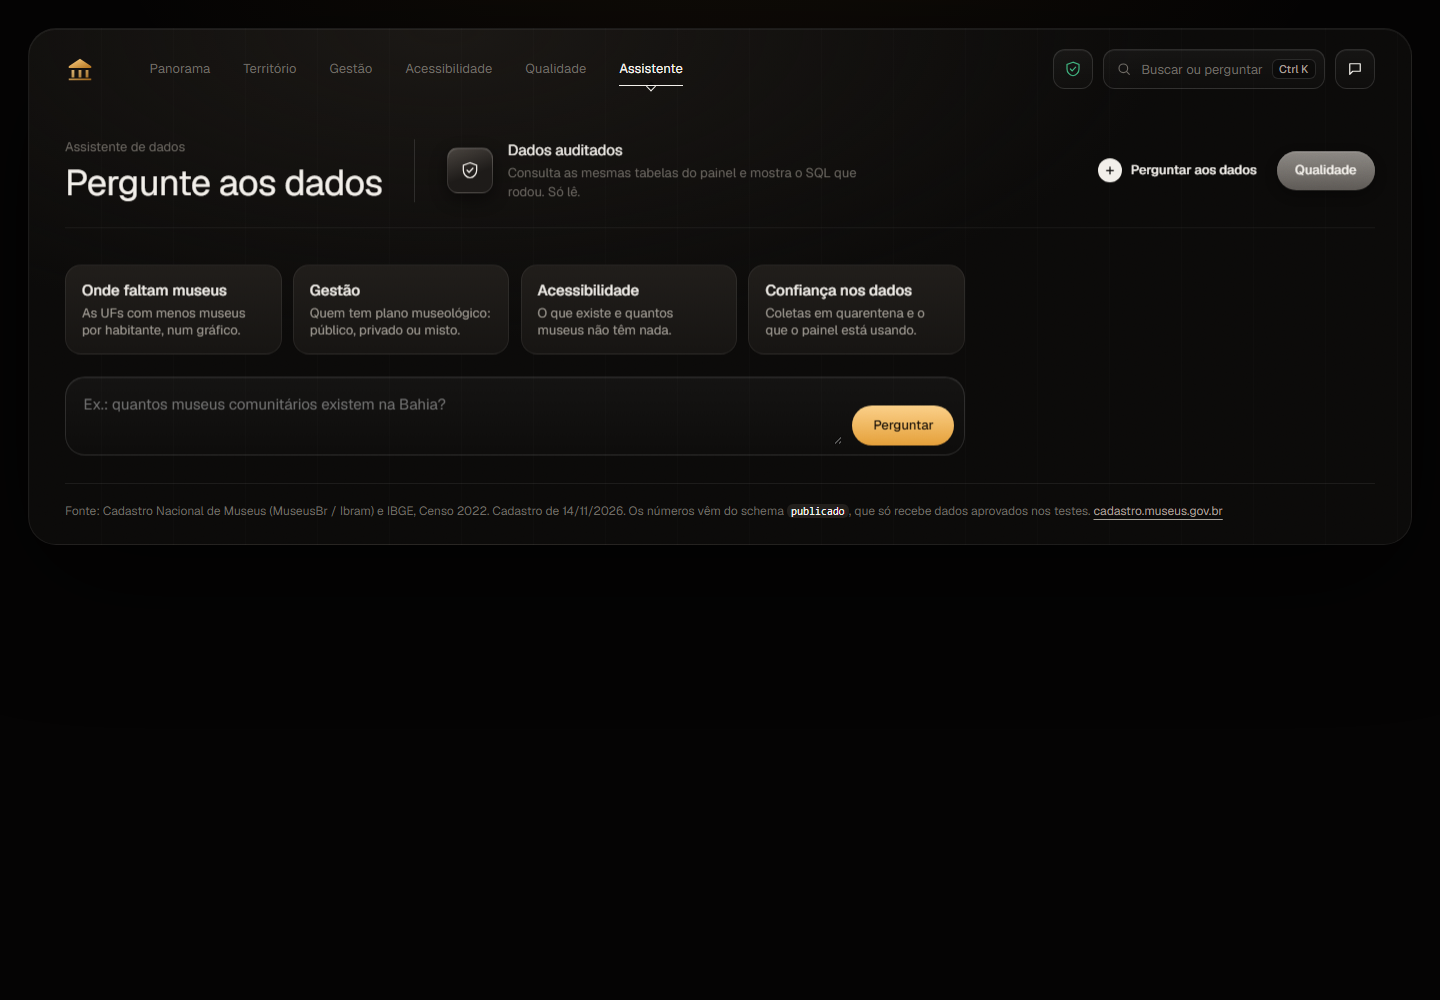 Panorama
Território
Gestão
Acessibilidade
Qualidade
Assistente
Buscar ou perguntar
Ctrl K
Assistente de dados
Pergunte aos dados
Dados auditados
Consulta as mesmas tabelas do painel e mostra o SQL que
rodou. Só lê.
Perguntar aos dados
Qualidade
Onde faltam museus
As UFs com menos museus
por habitante, num gráfico.
Gestão
Quem tem plano museológico:
público, privado ou misto.
Acessibilidade
O que existe e quantos
museus não têm nada.
Confiança nos dados
Coletas em quarentena e o
que o painel está usando.
Ex.: quantos museus comunitários existem na Bahia?
Perguntar
Fonte: Cadastro Nacional de Museus (MuseusBr / Ibram) e IBGE, Censo 2022. Cadastro de 14/11/2026. Os números vêm do schema publicado, que só recebe dados aprovados nos testes. cadastro.museus.gov.br